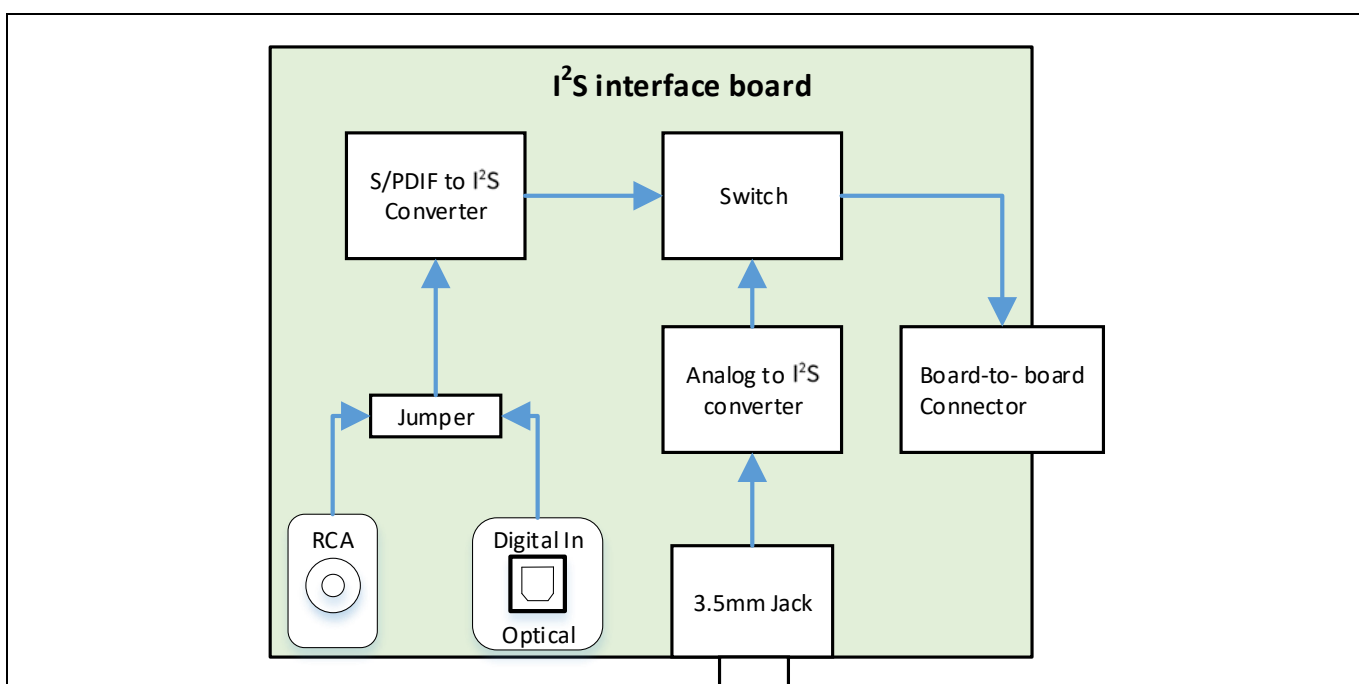 I²S interface board
S/PDIF to I²S
Converter
Switch
Analog to I²S
converter
Board-to- board
Connector
Jumper
RCA
Digital In
Optical
3.5mm Jack